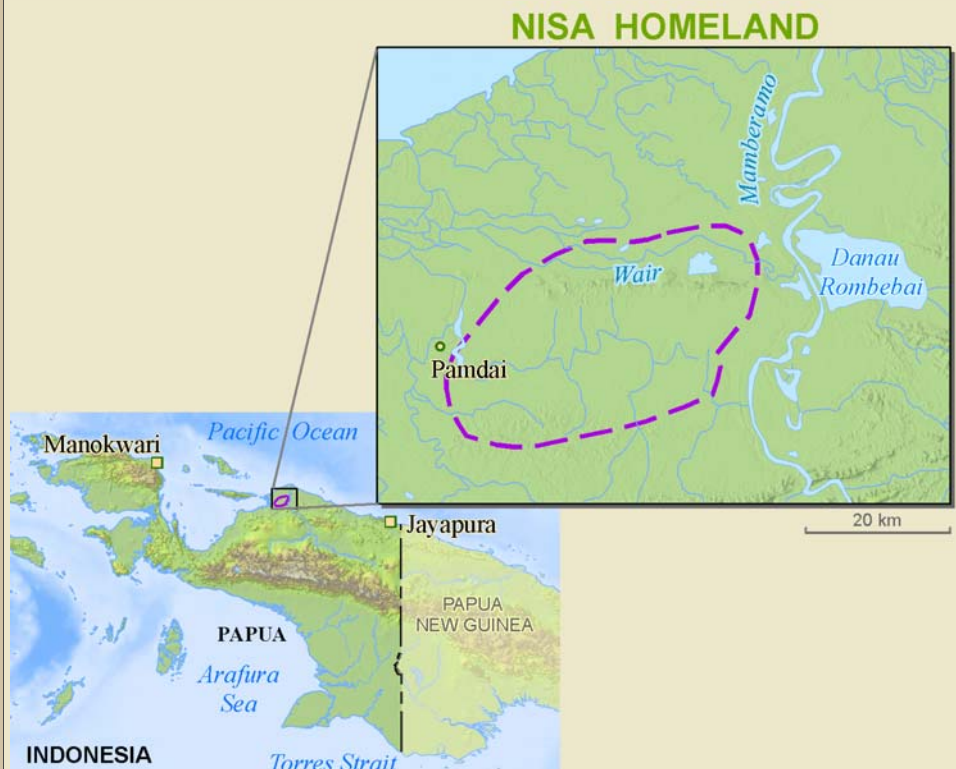 NISA HOMELAND
Mamberamo
Wair
Danau
Rombebai
Pamdai
20 km
Manokwari
Pacific Ocean
Jayapura
PAPUA
NEW GUINEA
PAPUA
Arafura
Sea
INDONESIA
Torres Strait